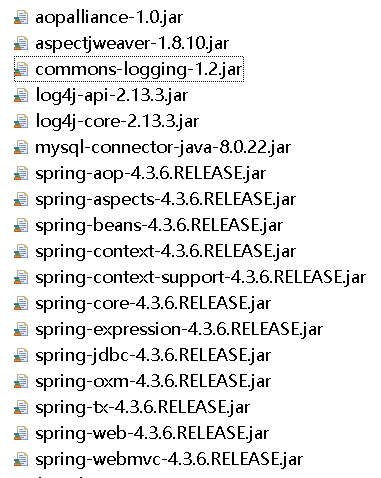 aopalliance-1.0.jar
aspectjweaver-1.8.10.jar
commons-logging-1.2.jar
log4j-api-2.13.3.jar
log4j-core-2.13.3.jar
mysql-connector-java-8.0.22.jar
spring-aop-4.3.6.RELEASE.jar
spring-aspects-4.3.6.RELEASE.jar
spring-beans-4.3.6.RELEASE.jar
spring-context-4.3.6.RELEASE.jar
spring-context-support-4.3.6.RELEASE.jar
spring-core-4.3.6.RELEASE.jar
spring-expression-4.3.6.RELEASE.jar
spring-jdbc-4.3.6.RELEASE.jar
spring-oxm-4.3.6.RELEASE.jar
spring-tx-4.3.6.RELEASE.jar
spring-web-4.3.6.RELEASE.jar
spring-webmvc-4.3.6.RELEASE.jar